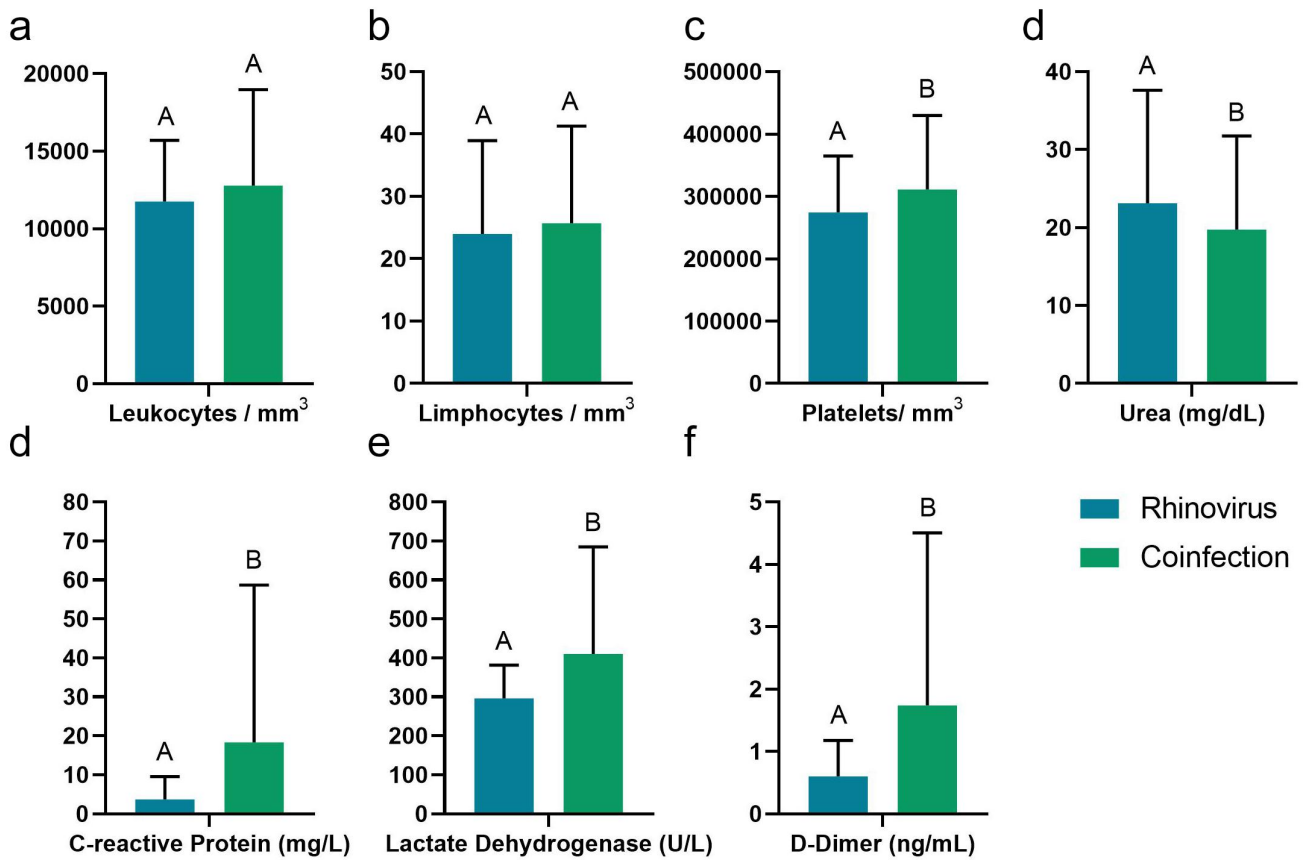 a
20000
15000
10000
5000
0
A
A
Leukocytes / mm³
b
50
40
30
20
10
0
A
A
Limphocytes / mm³
c
500000
400000
300000
200000
100000
0
A
B
Platelets/ mm³
d
40
30
20
10
0
A
B
Urea (mg/dL)
d
80
70
60
50
40
30
20
10
0
A
B
C-reactive Protein (mg/L)
e
800
700
600
500
400
300
200
100
0
A
B
Lactate Dehydrogenase (U/L)
f
5
4
3
2
1
0
A
B
D-Dimer (ng/mL)
Rhinovirus
Coinfection